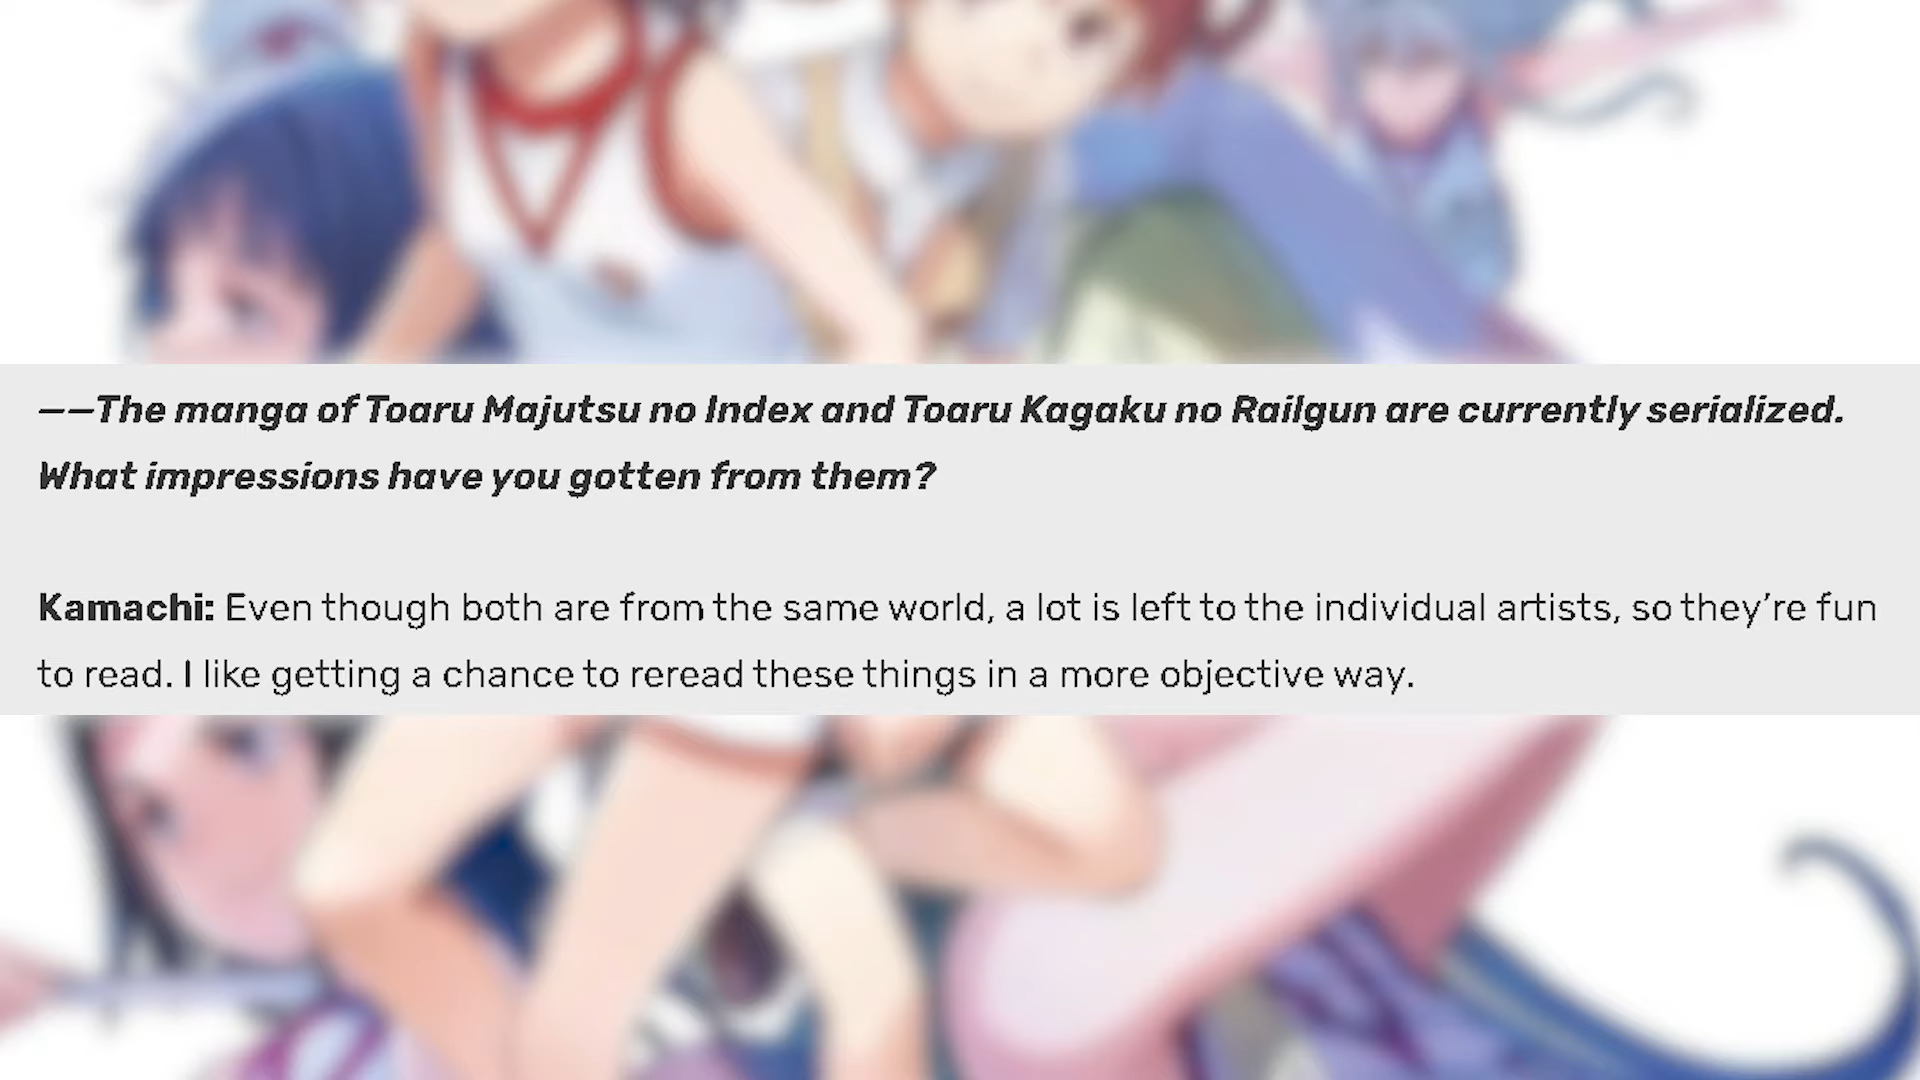 ——The manga of Toaru Majutsu no Index and Toaru Kagaku no Railgun are currently serialized.
What impressions have you gotten from them?
Kamachi: Even though both are from the same world, a lot is left to the individual artists, so they’re fun
to read. I like getting a chance to reread these things in a more objective way.